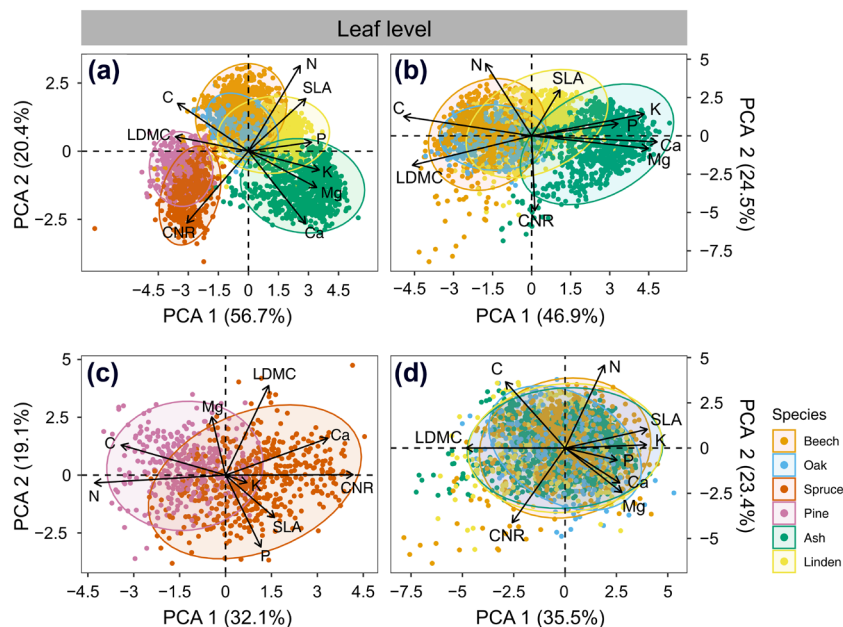 Leaf level
(a)
N
SLA
C
LDMC
P
K
Mg
Ca
CNR
2.5
0
−2.5
PCA 2 (20.4%)
−4.5 −3 −1.5 0 1.5 3 4.5
PCA 1 (56.7%)
(b)
N
SLA
C
K
P
Ca
Mg
LDMC
CNR
5
2.5
0
−2.5
−5
−7.5
PCA 2 (24.5%)
−4.5 −3 −1.5 0 1.5 3 4.5
PCA 1 (46.9%)
(c)
LDMC
Mg
Ca
C
N
K
CNR
SLA
P
5
2.5
0
−2.5
PCA 2 (19.1%)
−4.5 −3 −1.5 0 1.5 3 4.5
PCA 1 (32.1%)
(d)
C
N
SLA
LDMC
K
P
Ca
Mg
CNR
5
2.5
0
−2.5
−5
PCA 2 (23.4%)
−7.5 −5 −2.5 0 2.5 5
PCA 1 (35.5%)
Species
Beech
Oak
Spruce
Pine
Ash
Linden